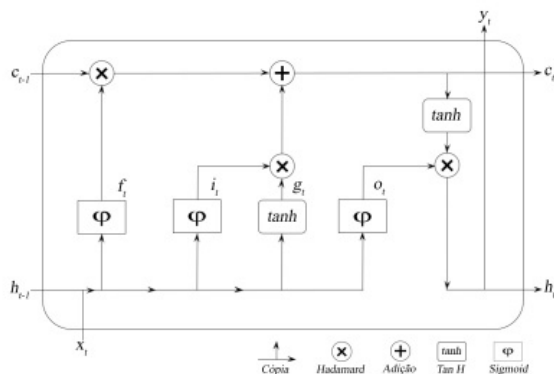 y_t
c_{t-1}
c_t
tanh
f_t
i_t
g_t
o_t
φ
φ
tanh
φ
h_{t-1}
h_t
x_t
tanh
φ
Cópia
Hadamard
Adição
Tan H
Sigmoid